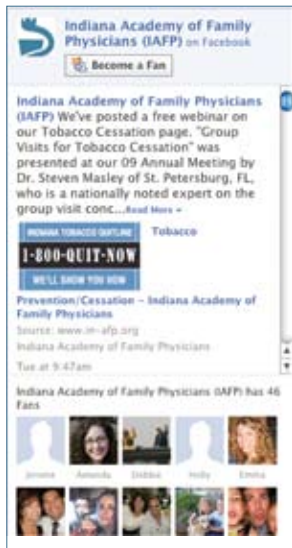 Indiana Academy of Family
Physicians (IAFP) on Facebook
Become a Fan
Indiana Academy of Family Physicians
(IAFP) We've posted a free webinar on
our Tobacco Cessation page. "Group
Visits for Tobacco Cessation" was
presented at our 09 Annual Meeting by
Dr. Steven Masley of St. Petersburg, FL,
who is a nationally noted expert on the
group visit conc...Read More
INDIANA TOBACCO QUITLINE
1-800-QUIT-NOW
WE'LL SHOW YOU HOW
Tobacco
Prevention/Cessation - Indiana Academy of
Family Physicians
Source: www.in-afp.org
Indiana Academy of Family Physicians
Tue at 9:47am
Indiana Academy of Family Physicians (IAFP) has 46
Fans
Jerome Amanda Debbie Holly Emma